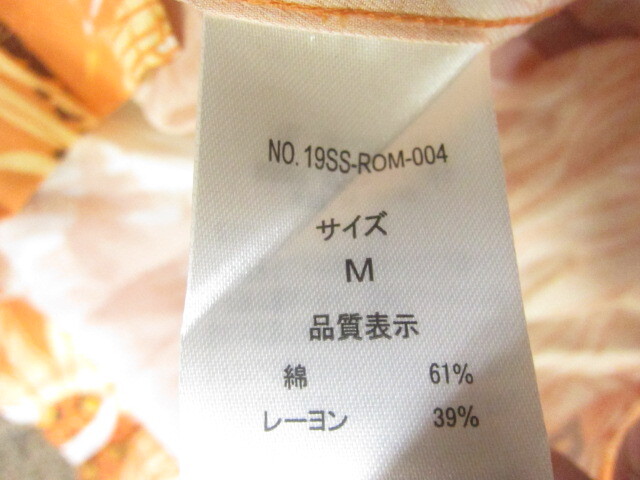 NO. 19SS-ROM-004
サイズ
M
品質表示
綿 61%
レーヨン 39%